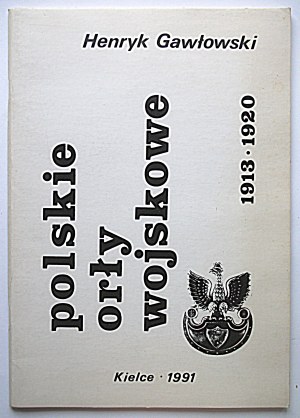 Henryk Gawłowski
polskie
orły
wojskowe
1913 · 1920
Kielce · 1991